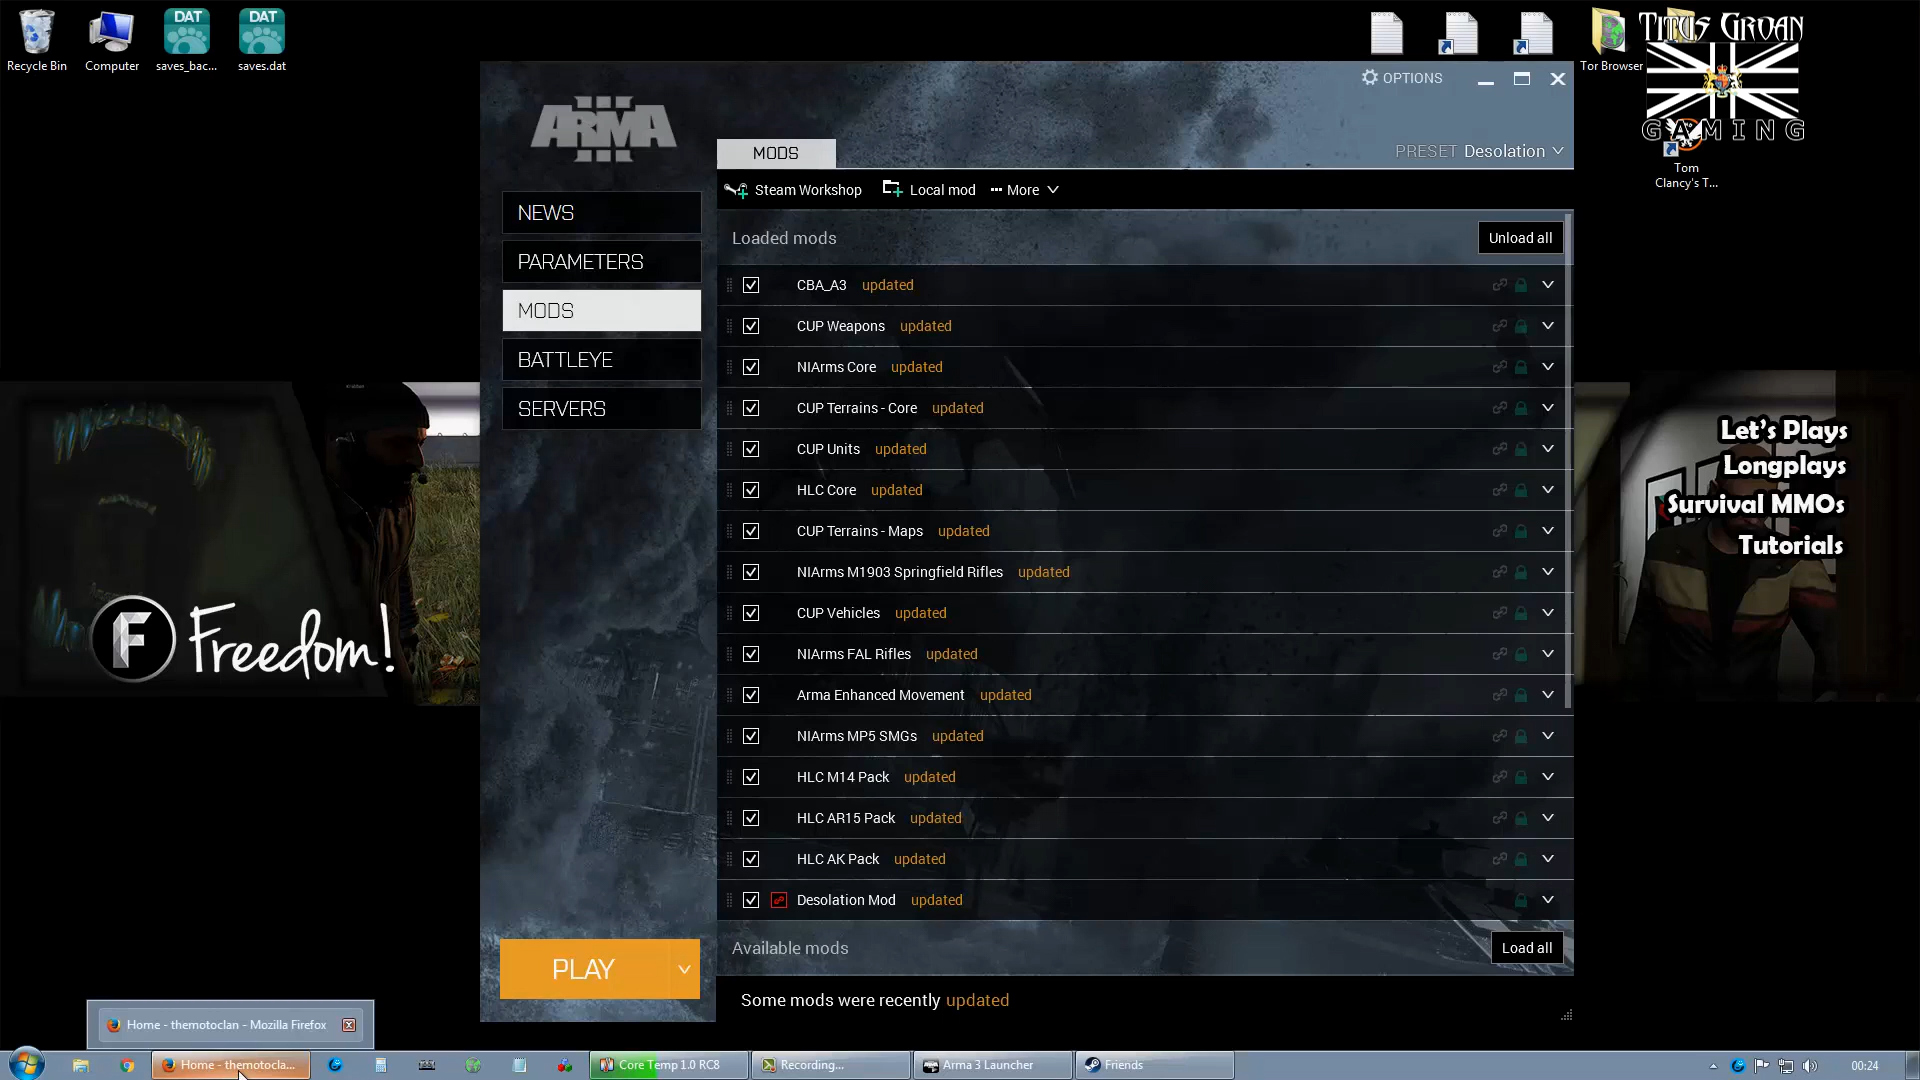 Recycle Bin
Computer
saves_bac...
saves.dat
Tor Browser
TITUS GROAN
GAMING
Tom
Clancy's T...
OPTIONS
ARMA III
MODS
PRESET Desolation
Steam Workshop
Local mod
More
NEWS
PARAMETERS
MODS
BATTLEYE
SERVERS
Loaded mods
Unload all
CBA_A3 updated
CUP Weapons updated
NIArms Core updated
CUP Terrains - Core updated
CUP Units updated
HLC Core updated
CUP Terrains - Maps updated
NIArms M1903 Springfield Rifles updated
CUP Vehicles updated
NIArms FAL Rifles updated
Arma Enhanced Movement updated
NIArms MP5 SMGs updated
HLC M14 Pack updated
HLC AR15 Pack updated
HLC AK Pack updated
Desolation Mod updated
Available mods
Load all
Some mods were recently updated
PLAY
F Freedom!
Let's Plays
Longplays
Survival MMOs
Tutorials
Home - themotoclan - Mozilla Firefox
Home - themotocla...
Core Temp 1.0 RC8
Recording...
Arma 3 Launcher
Friends
00:24